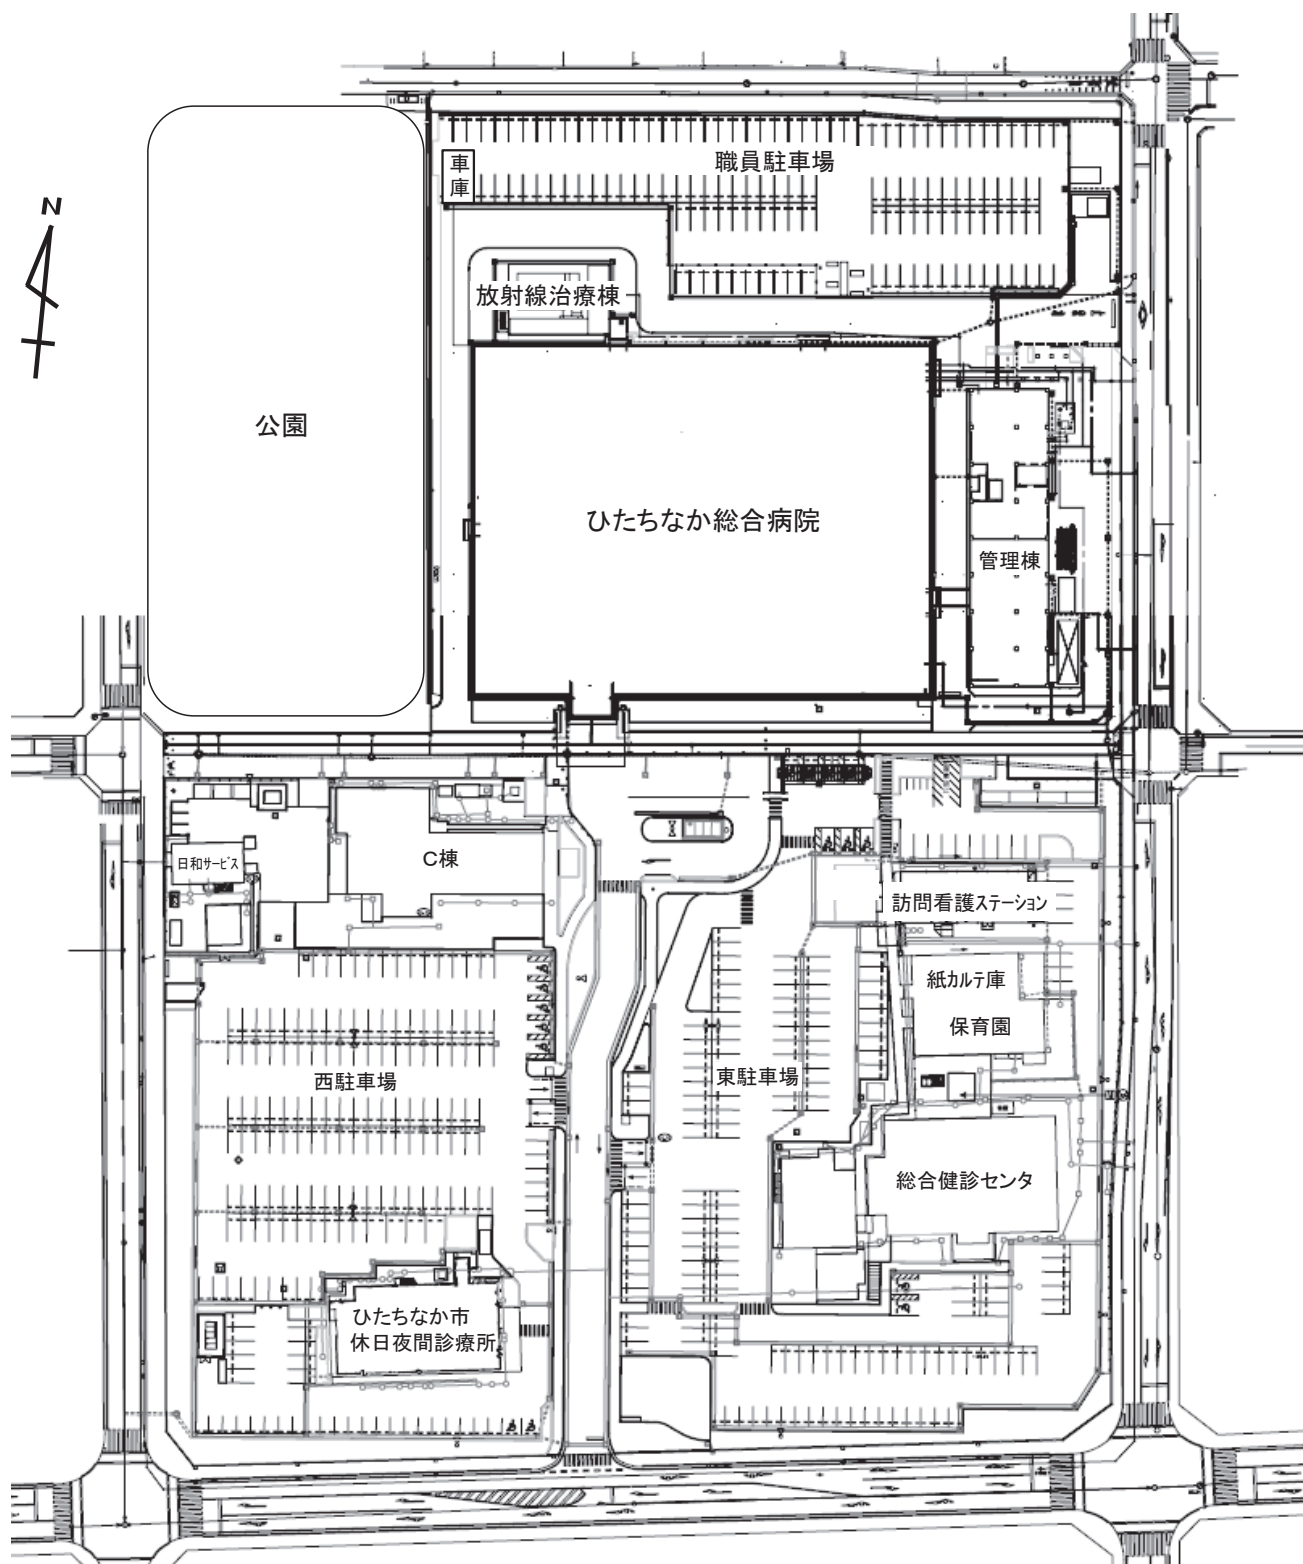 職員駐車場
車
庫
N
放射線治療棟
公園
ひたちなか総合病院
管理棟
C棟
日和サービス
訪問看護ステーション
紙カルテ庫
保育園
西駐車場
東駐車場
総合健診センタ
ひたちなか市
休日夜間診療所